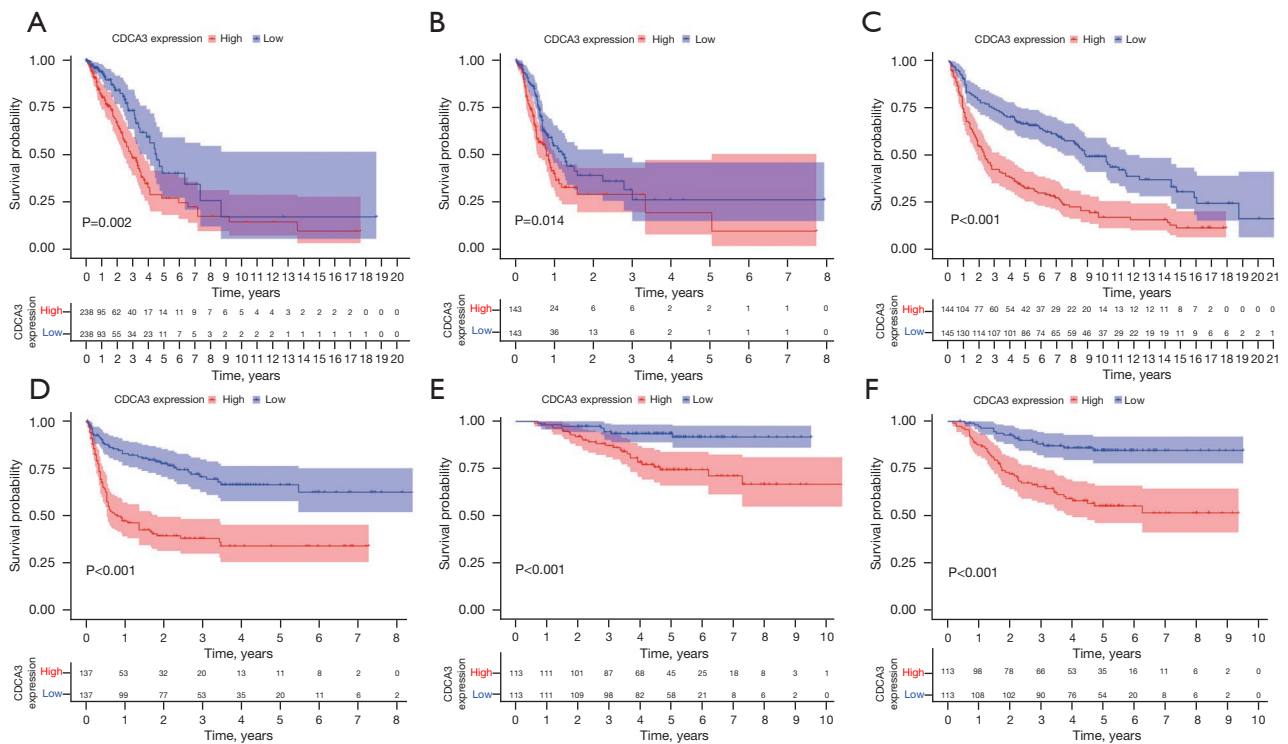 A
CDCA3 expression High Low
Survival probability
1.00
0.75
0.50
0.25
0.00
P=0.002
0 1 2 3 4 5 6 7 8 9 10 11 12 13 14 15 16 17 18 19 20
Time, years
CDCA3
expression
High 238 95 62 40 17 14 11 9 7 6 5 4 4 3 2 2 2 2 0 0 0
Low 238 93 55 34 23 11 7 5 3 2 2 2 1 1 1 1 1 1 1 0 0
0 1 2 3 4 5 6 7 8 9 10 11 12 13 14 15 16 17 18 19 20
Time, years
B
CDCA3 expression High Low
Survival probability
1.00
0.75
0.50
0.25
0.00
P=0.014
0 1 2 3 4 5 6 7 8
Time, years
CDCA3
expression
High 143 24 6 6 2 2 1 1 0
Low 143 36 13 6 2 1 1 1 0
0 1 2 3 4 5 6 7 8
Time, years
C
CDCA3 expression High Low
Survival probability
1.00
0.75
0.50
0.25
0.00
P<0.001
0 1 2 3 4 5 6 7 8 9 10 11 12 13 14 15 16 17 18 19 20 21
Time, years
CDCA3
expression
High 144 104 77 60 54 42 37 29 22 20 14 13 12 12 11 8 7 2 0 0 0 0
Low 145 130 114 107 101 86 74 65 59 46 37 29 22 19 19 11 9 6 6 2 2 1
0 1 2 3 4 5 6 7 8 9 10 11 12 13 14 15 16 17 18 19 20 21
Time, years
D
CDCA3 expression High Low
Survival probability
1.00
0.75
0.50
0.25
0.00
P<0.001
0 1 2 3 4 5 6 7 8
Time, years
CDCA3
expression
High 137 53 32 20 13 11 8 2 0
Low 137 99 77 53 35 20 11 6 2
0 1 2 3 4 5 6 7 8
Time, years
E
CDCA3 expression High Low
Survival probability
1.00
0.75
0.50
0.25
0.00
P<0.001
0 1 2 3 4 5 6 7 8 9 10
Time, years
CDCA3
expression
High 113 111 101 87 68 45 25 18 8 3 1
Low 113 111 109 98 82 58 21 8 6 2 0
0 1 2 3 4 5 6 7 8 9 10
Time, years
F
CDCA3 expression High Low
Survival probability
1.00
0.75
0.50
0.25
0.00
P<0.001
0 1 2 3 4 5 6 7 8 9 10
Time, years
CDCA3
expression
High 113 98 78 66 53 35 16 11 6 2 0
Low 113 108 102 90 76 54 20 8 6 2 0
0 1 2 3 4 5 6 7 8 9 10
Time, years